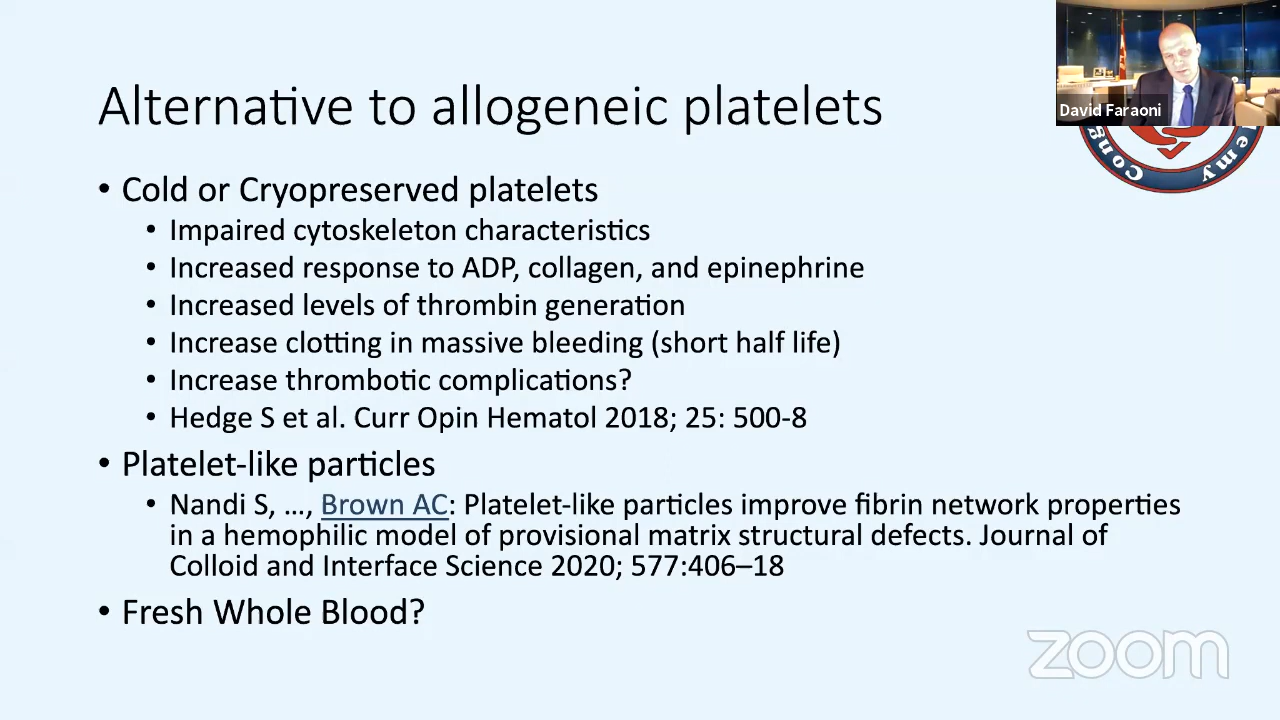 Alternative to allogeneic platelets
David Faraoni
• Cold or Cryopreserved platelets
• Impaired cytoskeleton characteristics
• Increased response to ADP, collagen, and epinephrine
• Increased levels of thrombin generation
• Increase clotting in massive bleeding (short half life)
• Increase thrombotic complications?
• Hedge S et al. Curr Opin Hematol 2018; 25: 500-8
• Platelet-like particles
• Nandi S, ..., Brown AC: Platelet-like particles improve fibrin network properties
in a hemophilic model of provisional matrix structural defects. Journal of
Colloid and Interface Science 2020; 577:406–18
• Fresh Whole Blood?
zoom